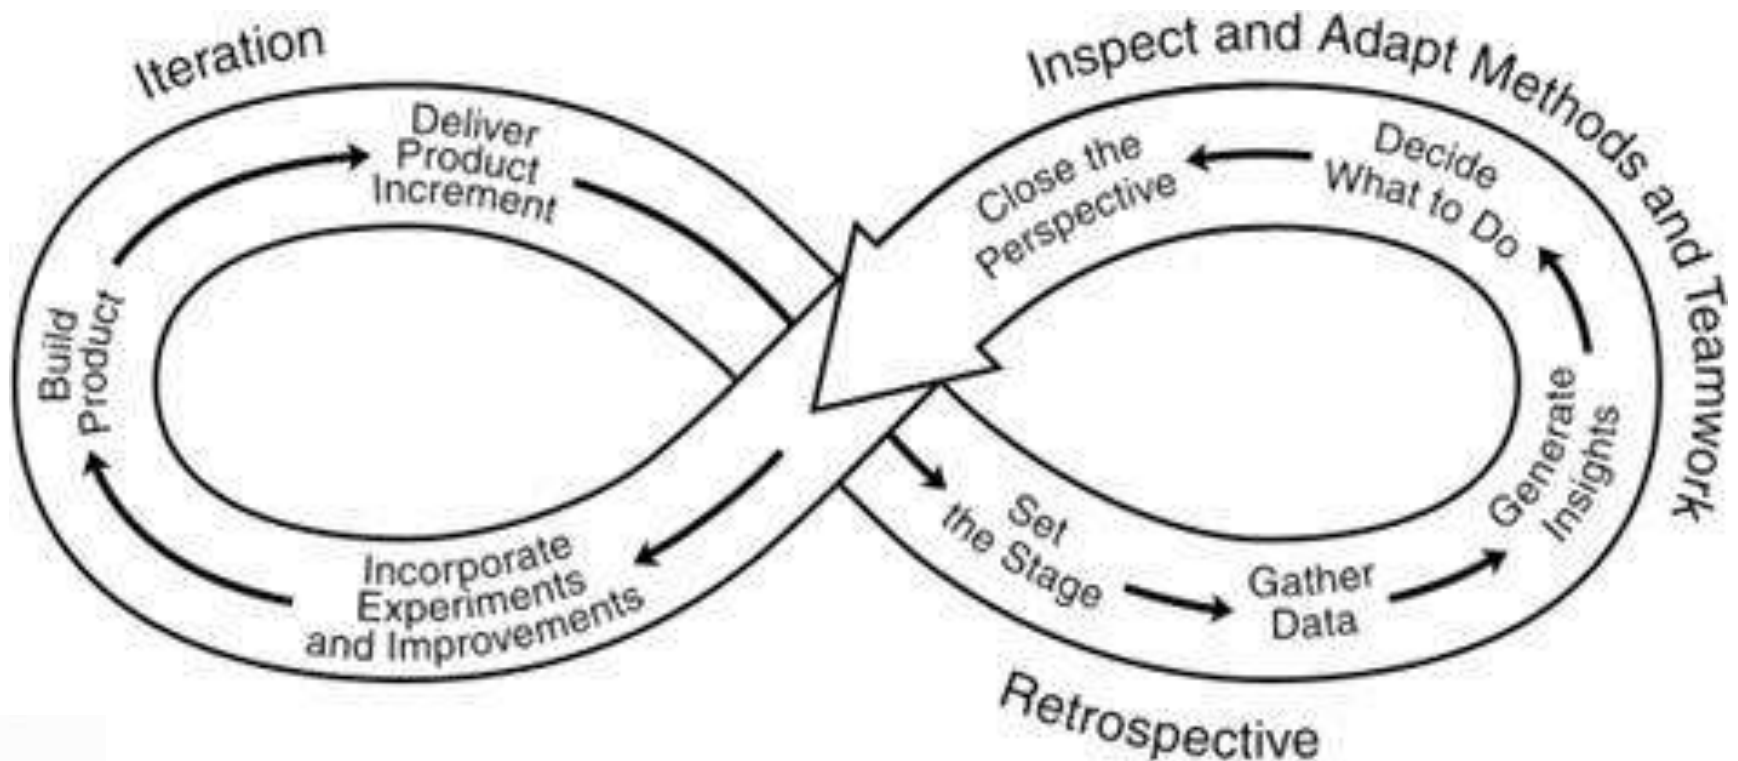 Iteration
Deliver
Product
Increment
Build
Product
Incorporate
Experiments
and Improvements
Inspect and Adapt Methods and Teamwork
Close the
Perspective
Decide
What to Do
Generate
Insights
Gather
Data
Set
the Stage
Retrospective